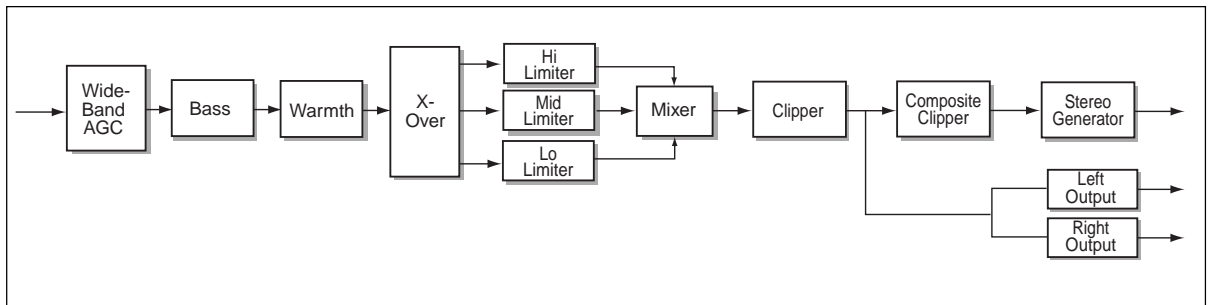 Wide-
Band
AGC
Bass
Warmth
X-
Over
Hi
Limiter
Mid
Limiter
Lo
Limiter
Mixer
Clipper
Composite
Clipper
Stereo
Generator
Left
Output
Right
Output